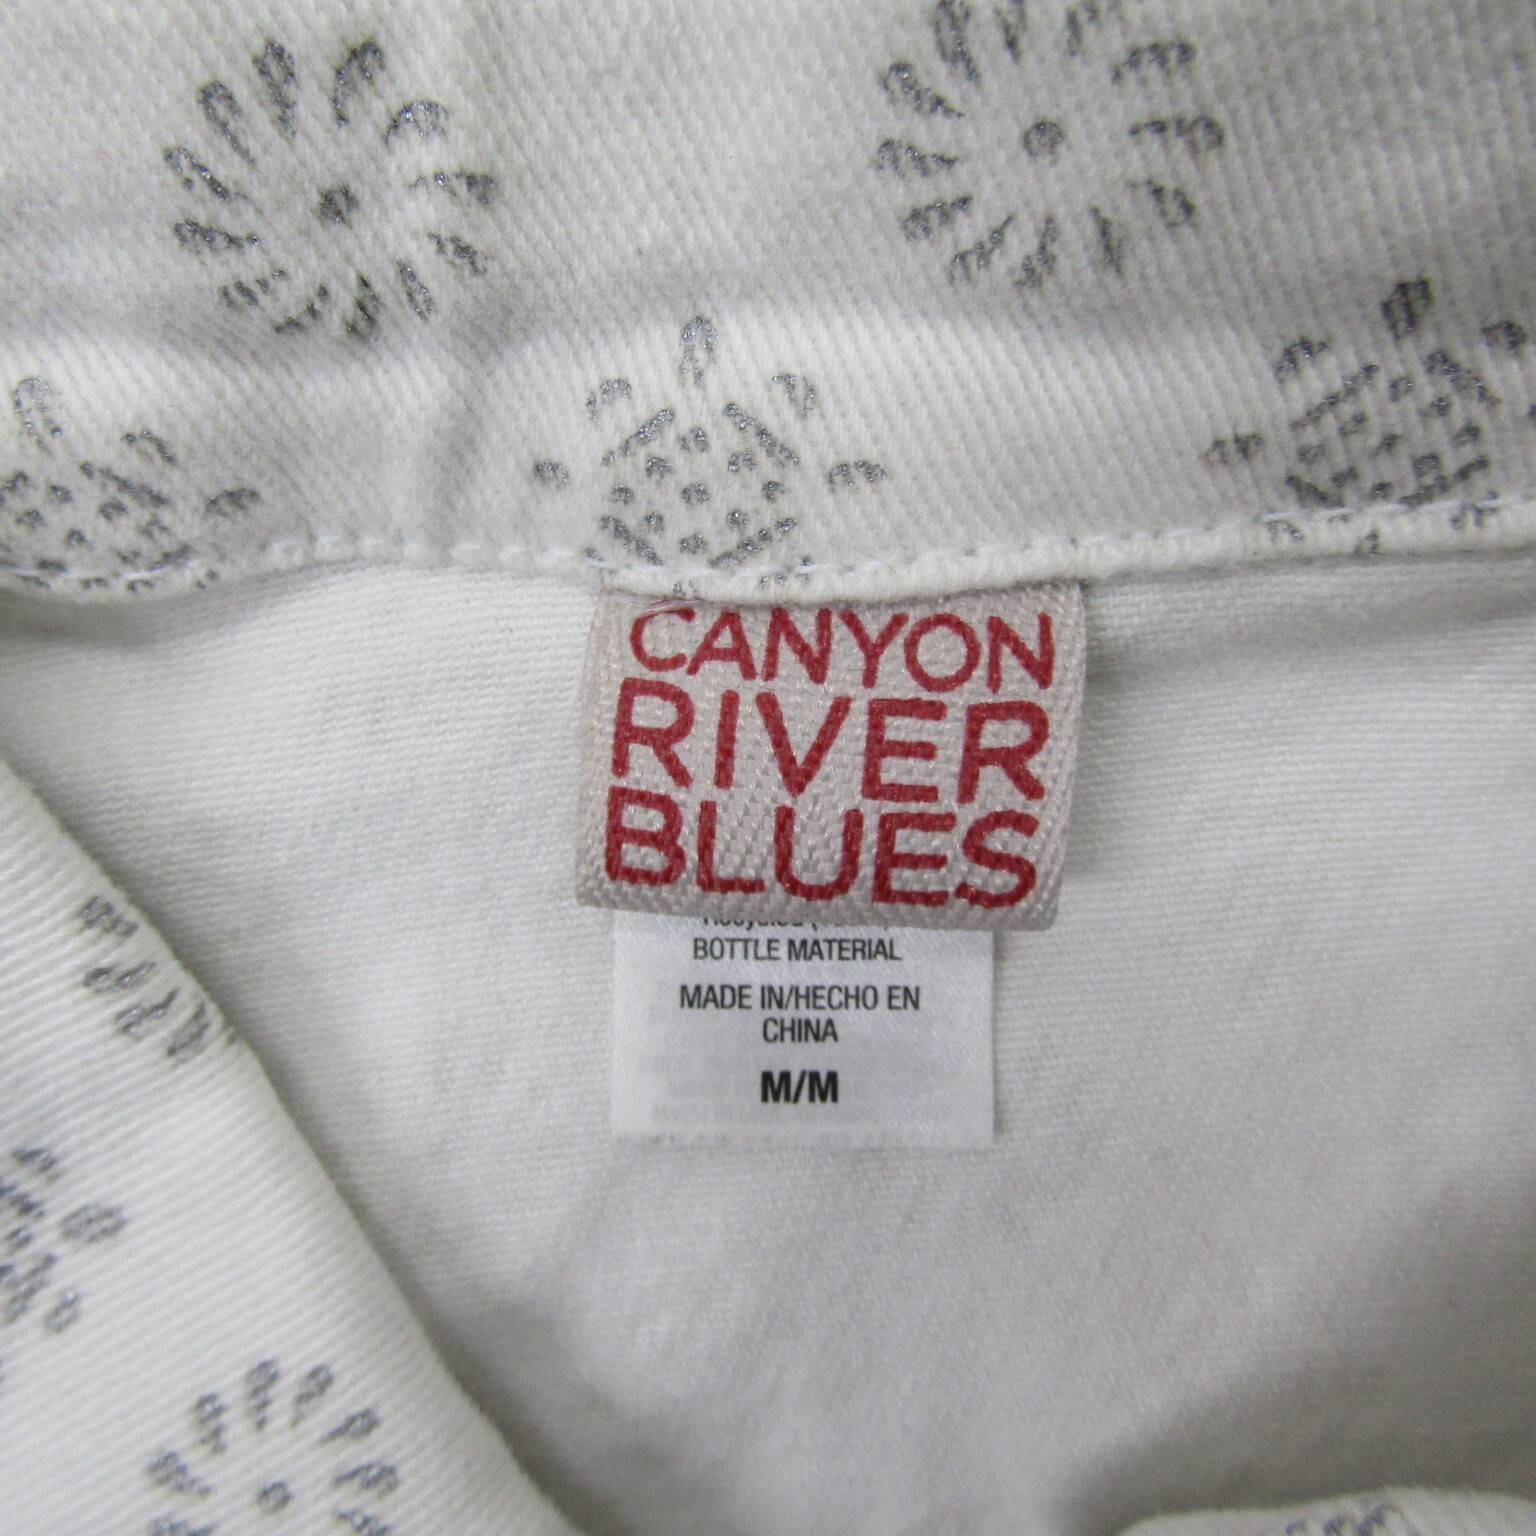 CANYON
RIVER
BLUES
BOTTLE MATERIAL
MADE IN/HECHO EN
CHINA
M/M